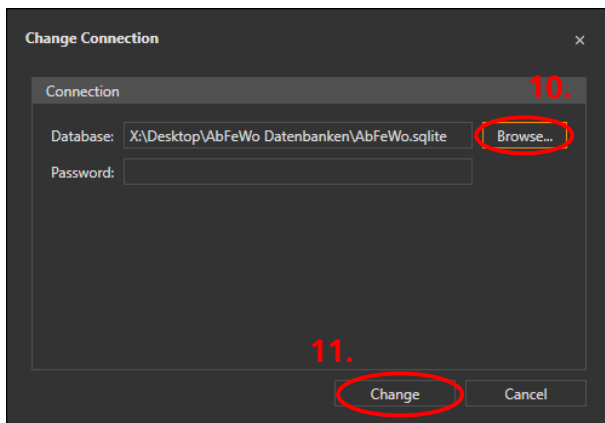 Change Connection
×
Connection
10.
Database: X:\Desktop\AbFeWo Datenbanken\AbFeWo.sqlite Browse...
Password:
11.
Change Cancel